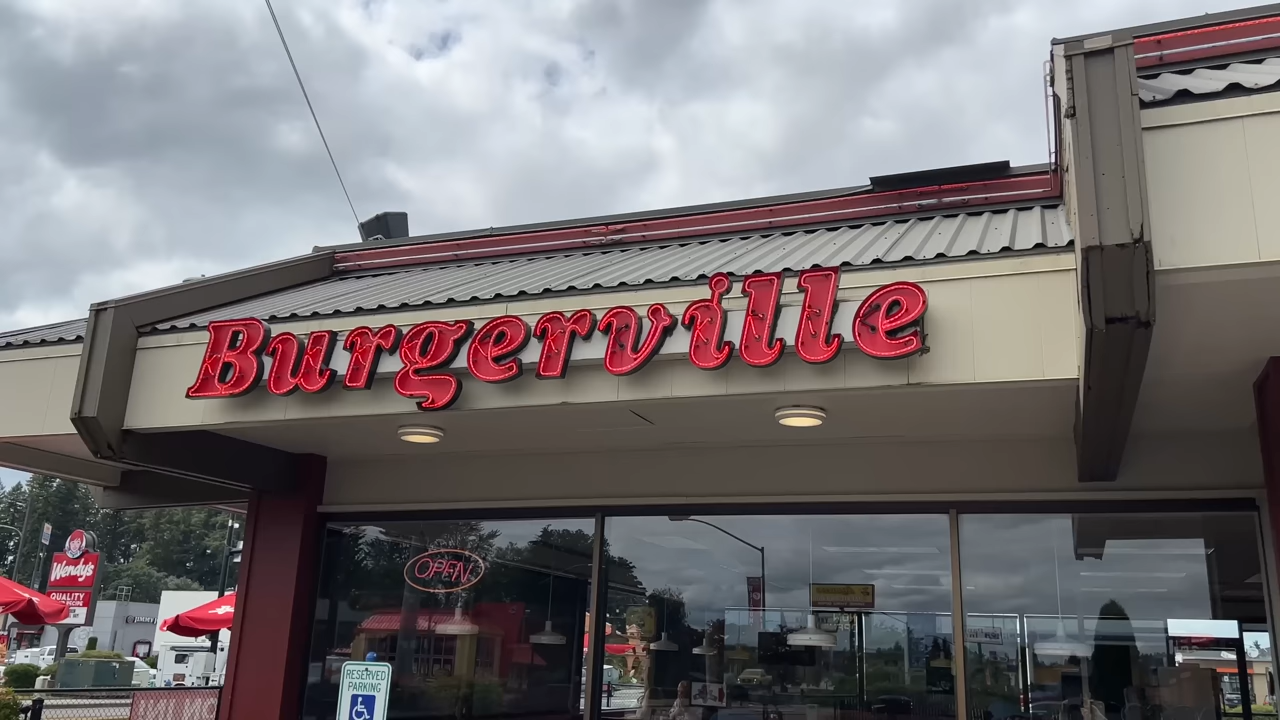 Burgerville
OPEN
Wendy's
QUALITY
RESERVED
PARKING